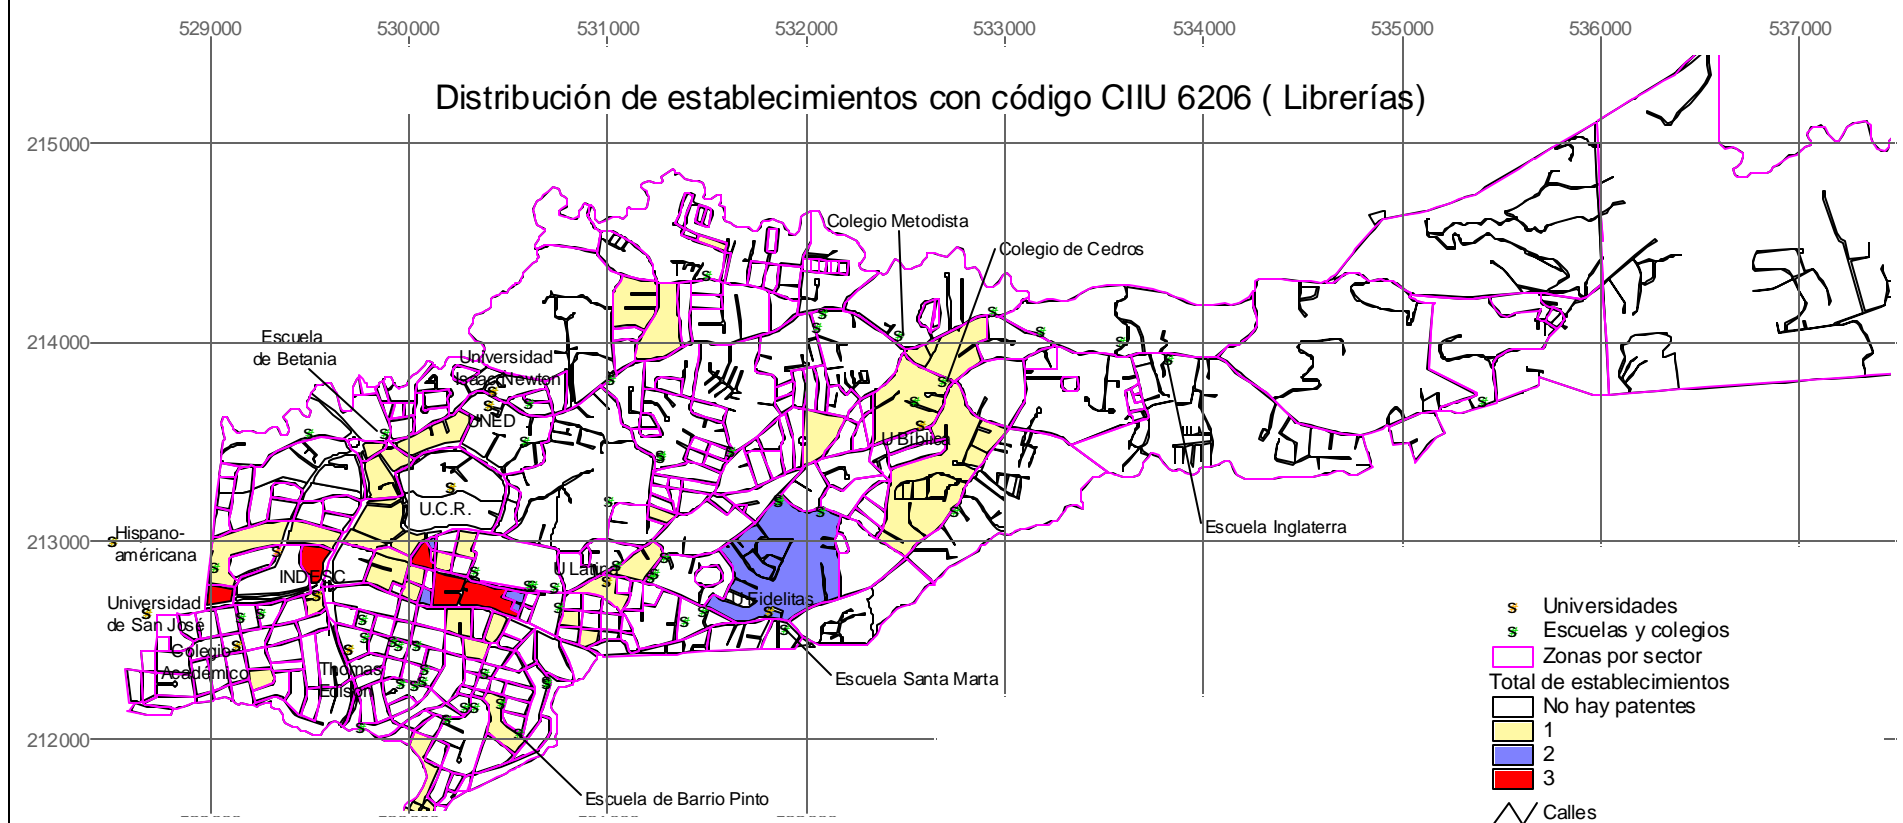 529000 530000 531000 532000 533000 534000 535000 536000 537000
Distribución de establecimientos con código CIIU 6206 ( Librerías)
215000
Colegio Metodista
Colegio de Cedros
214000
Escuela
de Betania
Universidad
Isaac Newton
UNED
U Bíblica
U.C.R.
Escuela Inglaterra
213000
Hispano-
américana
INDESC
U Latina
U Fidelitas
Universidad
de San José
Colegio
Académico
Thomas
Edison
Escuela Santa Marta
212000
Escuela de Barrio Pinto
s Universidades
s Escuelas y colegios
Zonas por sector
Total de establecimientos
No hay patentes
1
2
3
Calles